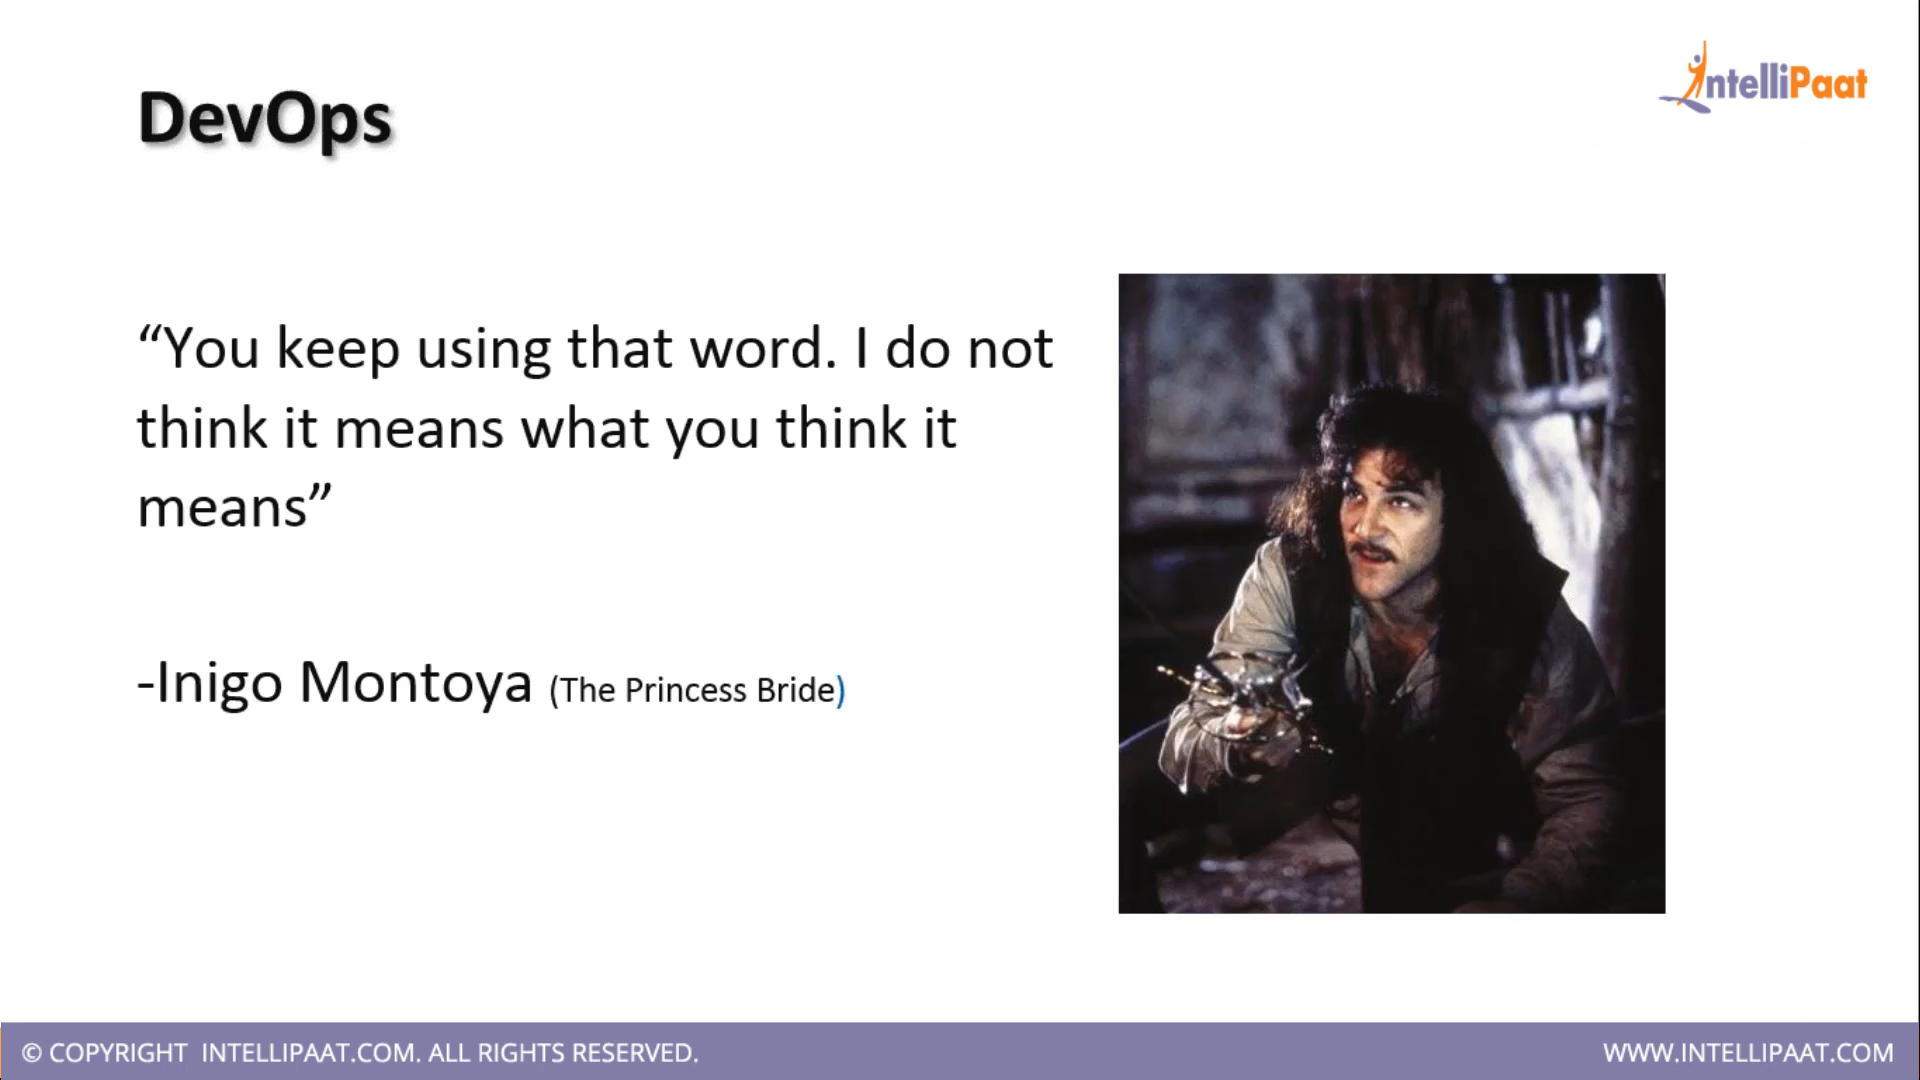 DevOps
IntelliPaat
“You keep using that word. I do not
think it means what you think it
means”
-Inigo Montoya (The Princess Bride)
© COPYRIGHT INTELLIPAAT.COM. ALL RIGHTS RESERVED.
WWW.INTELLIPAAT.COM